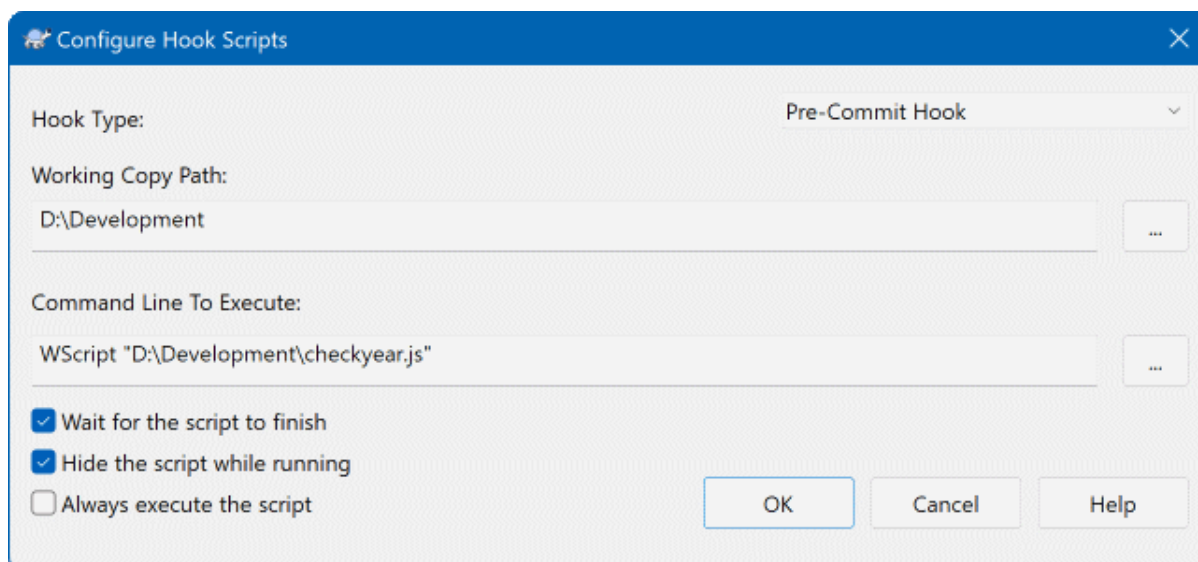 Configure Hook Scripts
Hook Type:
Pre-Commit Hook
Working Copy Path:
D:\Development
...
Command Line To Execute:
WScript "D:\Development\checkyear.js"
...
Wait for the script to finish
Hide the script while running
Always execute the script
OK
Cancel
Help